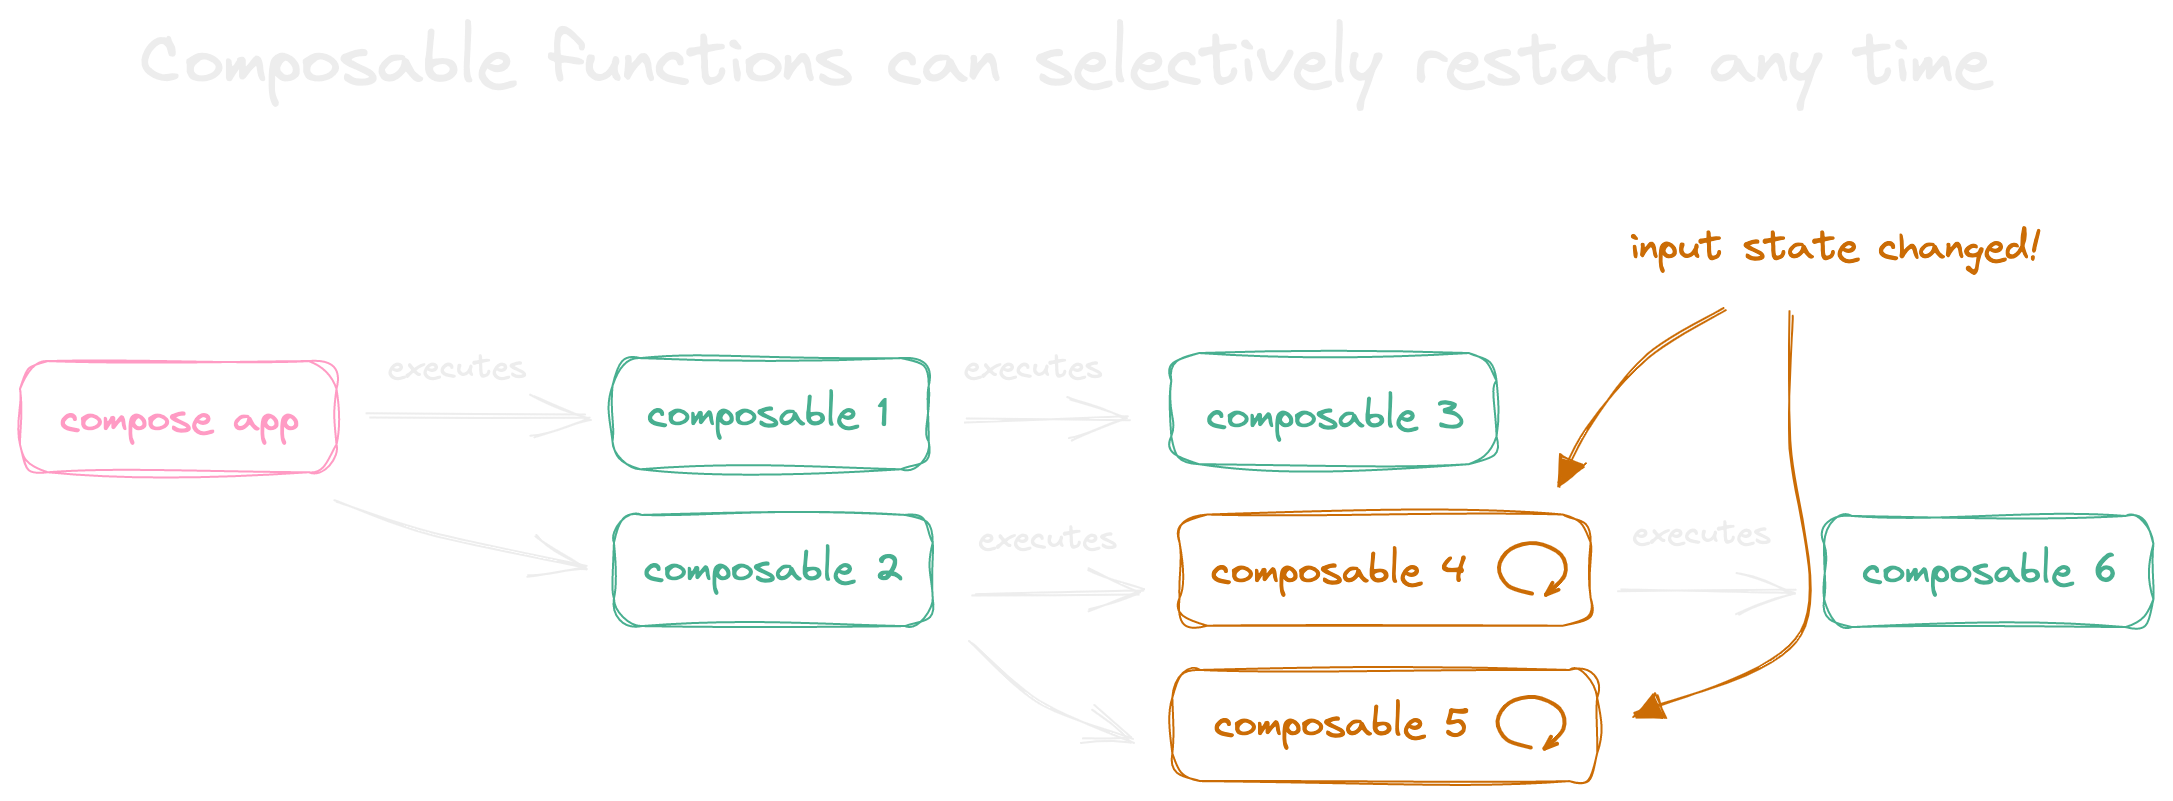 Composable functions can selectively restart any time
input state changed!
compose app
executes
composable 1
executes
composable 3
composable 2
executes
composable 4
executes
composable 6
composable 5